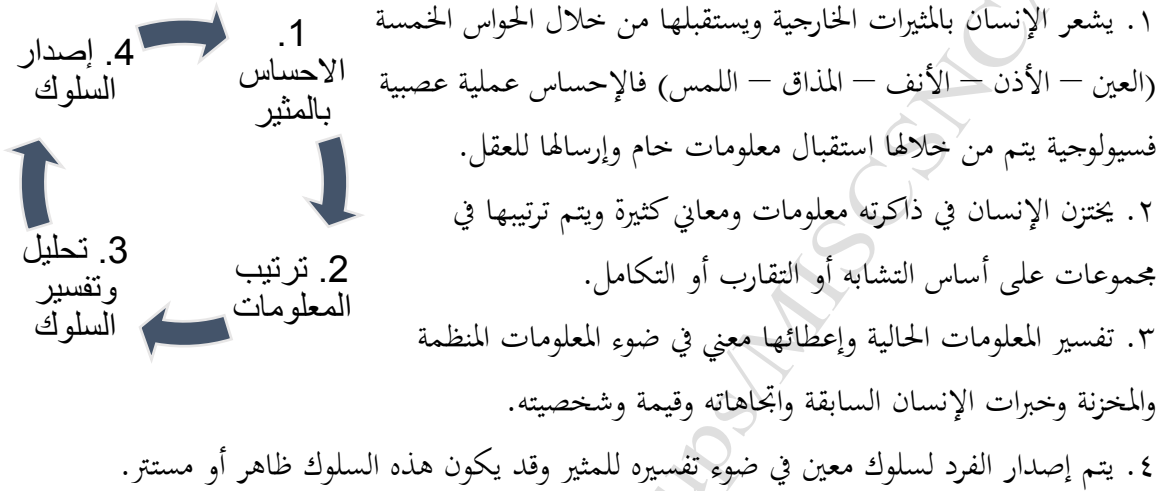 ١. يشعر الإنسان بالمثيرات الخارجية ويستقبلها من خلال الحواس الخمسة
(العين – الأذن – الأنف – المذاق – اللمس) فالإحساس عملية عصبية
فسيولوجية يتم من خلالها استقبال معلومات خام وإرسالها للعقل.
٢. يختزن الإنسان في ذاكرته معلومات ومعاني كثيرة ويتم ترتيبها في
مجموعات على أساس التشابه أو التقارب أو التكامل.
٣. تفسير المعلومات الحالية وإعطائها معني في ضوء المعلومات المنظمة
والمخزنة وخبرات الإنسان السابقة واتجاهاته وقيمة وشخصيته.
٤. يتم إصدار الفرد لسلوك معين في ضوء تفسيره للمثير وقد يكون هذه السلوك ظاهر أو مستتر.
1.
الاحساس
بالمثير
2. ترتيب
المعلومات
3. تحليل
وتفسير
السلوك
4. إصدار
السلوك